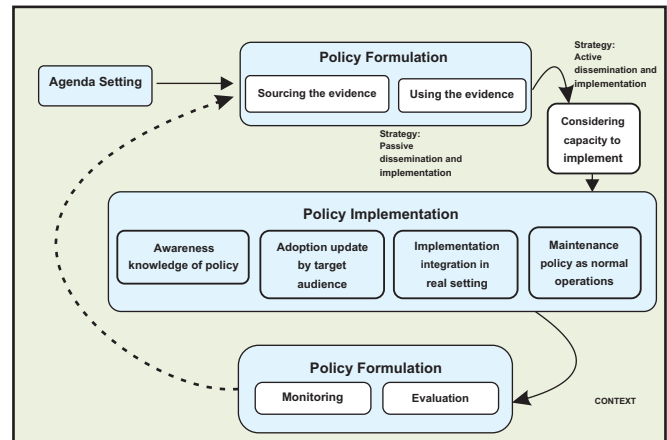 Agenda Setting
Policy Formulation
Sourcing the evidence
Using the evidence
Strategy:
Active
dissemination and
implementation
Strategy:
Passive
dissemination and
implementation
Considering
capacity to
implement
Policy Implementation
Awareness
knowledge of policy
Adoption update
by target
audience
Implementation
integration in
real setting
Maintenance
policy as normal
operations
Policy Formulation
Monitoring
Evaluation
CONTEXT